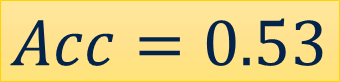 Acc = 0.53